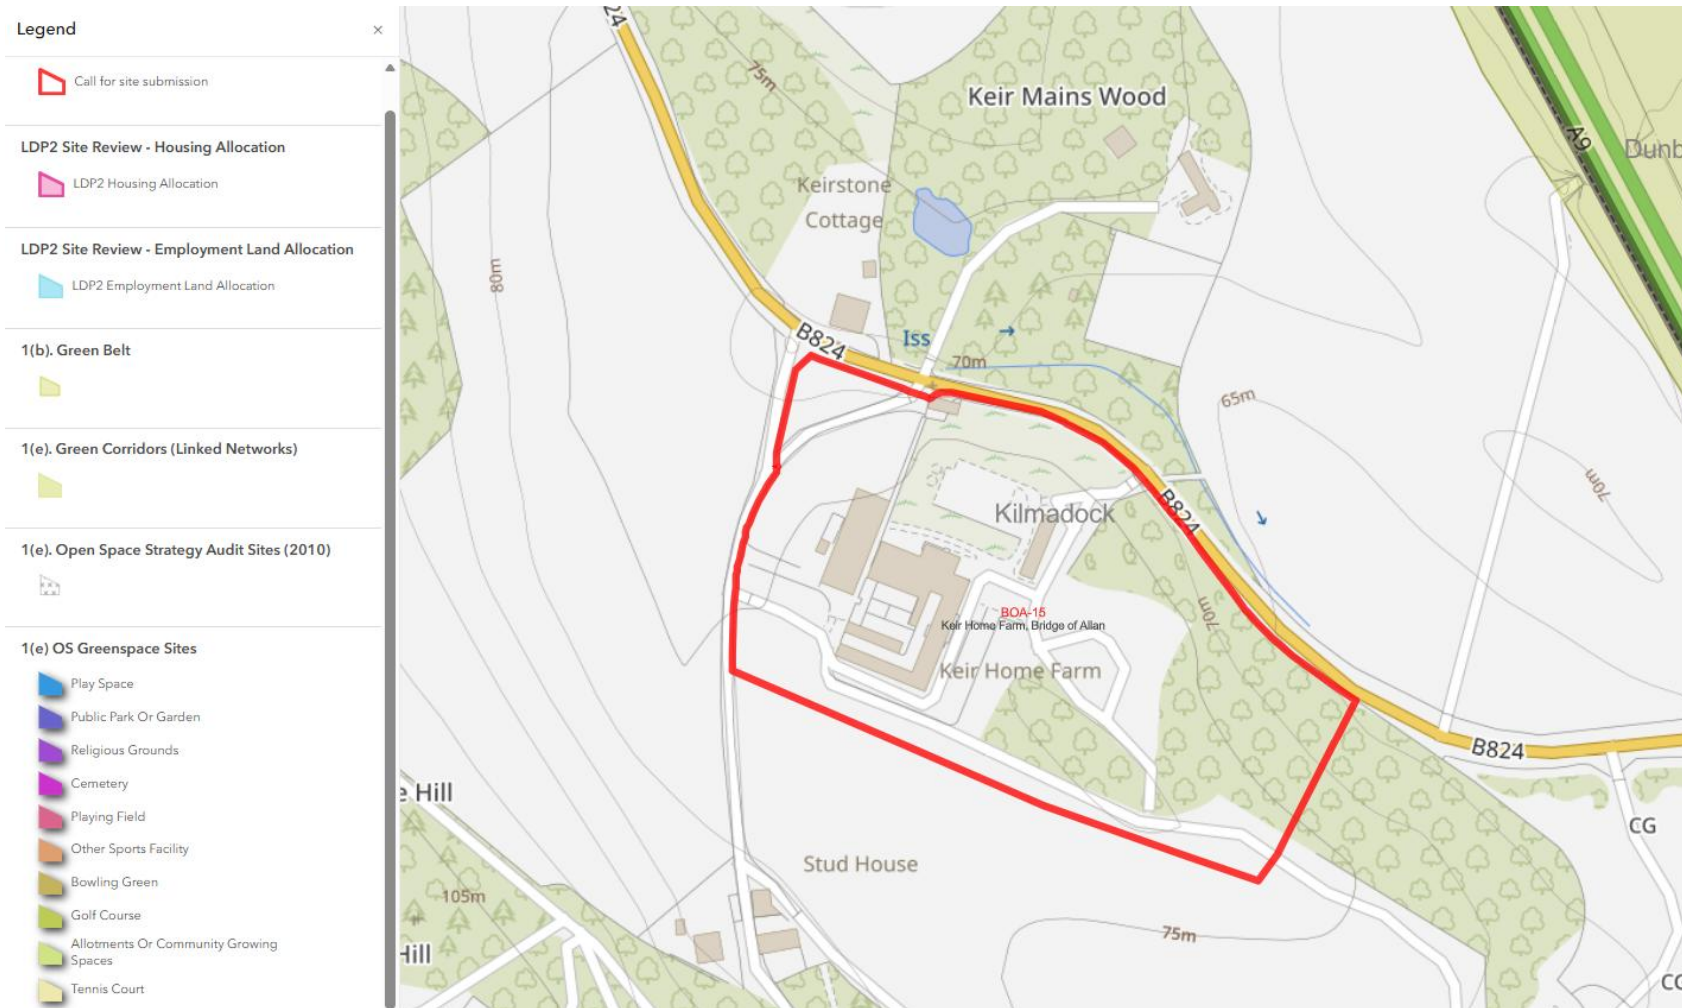 Legend
×
Call for site submission
LDP2 Site Review - Housing Allocation
LDP2 Housing Allocation
LDP2 Site Review - Employment Land Allocation
LDP2 Employment Land Allocation
1(b). Green Belt
1(e). Green Corridors (Linked Networks)
1(e). Open Space Strategy Audit Sites (2010)
1(e) OS Greenspace Sites
Play Space
Public Park Or Garden
Religious Grounds
Cemetery
Playing Field
Other Sports Facility
Bowling Green
Golf Course
Allotments Or Community Growing
Spaces
Tennis Court
24
75m
Keir Mains Wood
A9
Dunb
Keirstone
Cottage
80m
B824
Iss
70m
65m
70m
Kilmadock
B824
BOA-15
Keir Home Farm, Bridge of Allan
70m
Keir Home Farm
B824
e Hill
CG
Stud House
105m
75m
Hill
CG